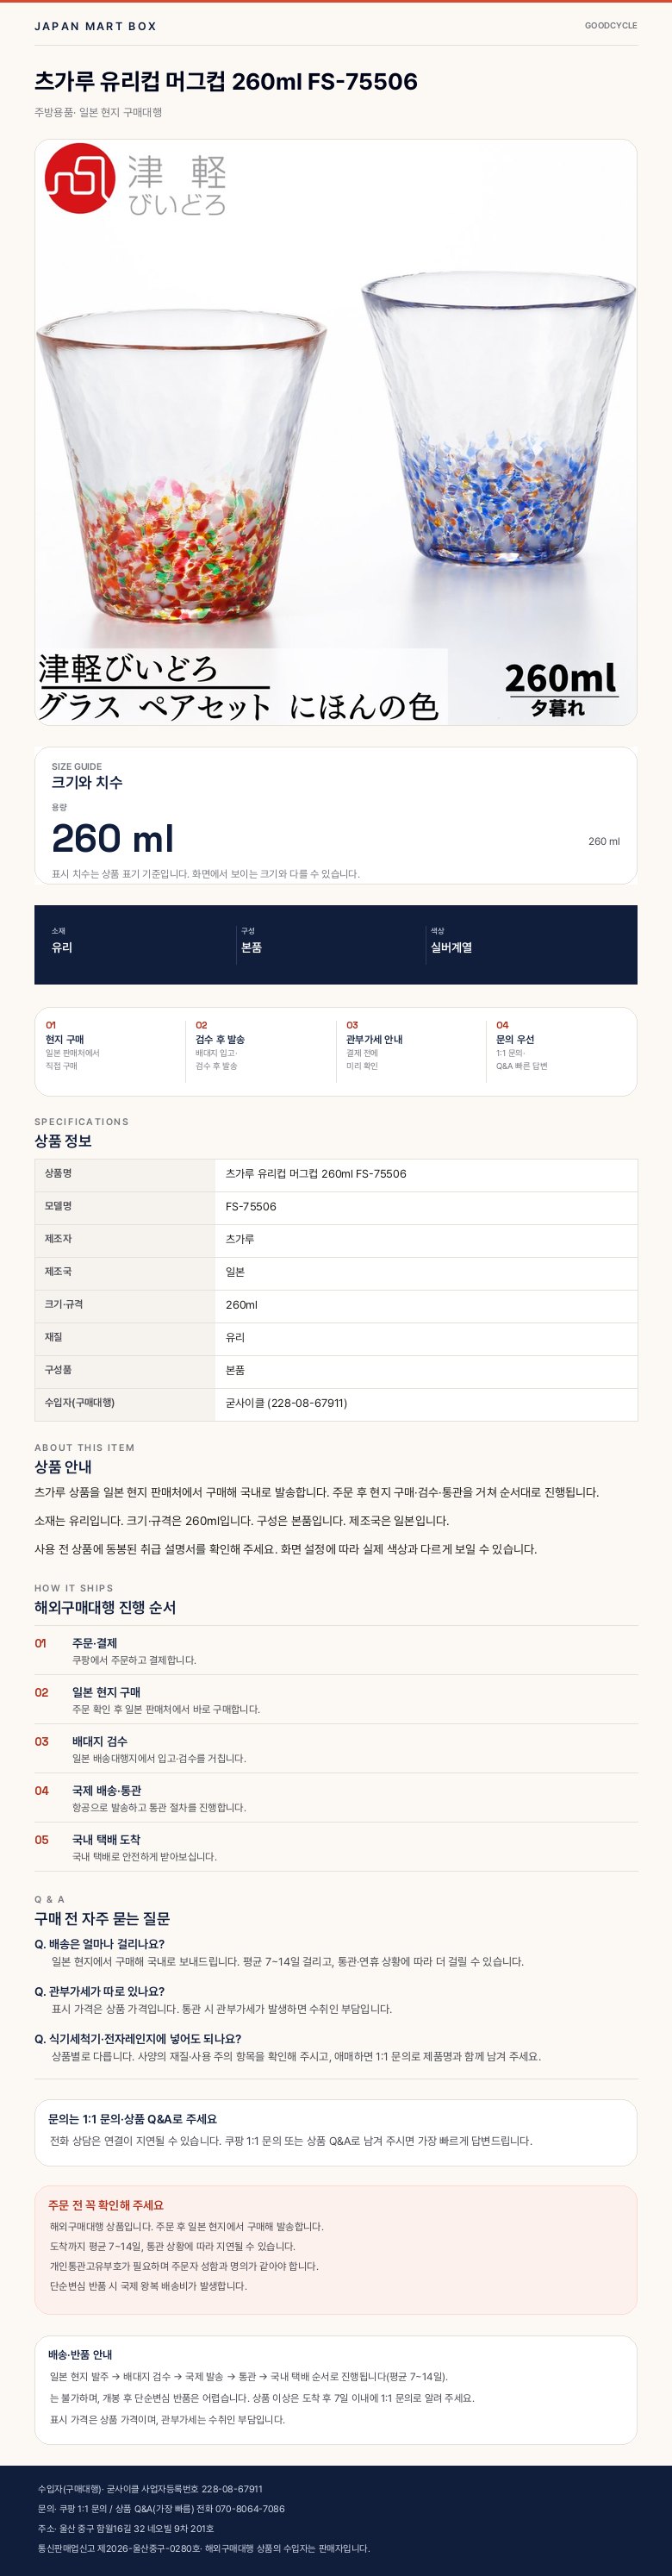 JAPAN MART BOX
GOODCYCLE
츠가루 유리컵 머그컵 260ml FS-75506
주방용품· 일본 현지 구매대행
津軽
びいどろ
津軽びいどろ
グラス ペアセット にほんの色
260ml
夕暮れ
SIZE GUIDE
크기와 치수
용량
260 ml
260 ml
표시 치수는 상품 표기 기준입니다. 화면에서 보이는 크기와 다를 수 있습니다.
소재
유리
구성
본품
색상
실버계열
01
현지 구매
일본 판매처에서
직접 구매
02
검수 후 발송
배대지 입고·
검수 후 발송
03
관부가세 안내
결제 전에
미리 확인
04
문의 우선
1:1 문의·
Q&A 빠른 답변
SPECIFICATIONS
상품 정보
상품명 츠가루 유리컵 머그컵 260ml FS-75506
모델명 FS-75506
제조자 츠가루
제조국 일본
크기·규격 260ml
재질 유리
구성품 본품
수입자(구매대행) 굳사이클 (228-08-67911)
ABOUT THIS ITEM
상품 안내
츠가루 상품을 일본 현지 판매처에서 구매해 국내로 발송합니다. 주문 후 현지 구매·검수·통관을 거쳐 순서대로 진행됩니다.
소재는 유리입니다. 크기·규격은 260ml입니다. 구성은 본품입니다. 제조국은 일본입니다.
사용 전 상품에 동봉된 취급 설명서를 확인해 주세요. 화면 설정에 따라 실제 색상과 다르게 보일 수 있습니다.
HOW IT SHIPS
해외구매대행 진행 순서
01 주문·결제
쿠팡에서 주문하고 결제합니다.
02 일본 현지 구매
주문 확인 후 일본 판매처에서 바로 구매합니다.
03 배대지 검수
일본 배송대행지에서 입고·검수를 거칩니다.
04 국제 배송·통관
항공으로 발송하고 통관 절차를 진행합니다.
05 국내 택배 도착
국내 택배로 안전하게 받아보십니다.
Q & A
구매 전 자주 묻는 질문
Q. 배송은 얼마나 걸리나요?
일본 현지에서 구매해 국내로 보내드립니다. 평균 7~14일 걸리고, 통관·연휴 상황에 따라 더 걸릴 수 있습니다.
Q. 관부가세가 따로 있나요?
표시 가격은 상품 가격입니다. 통관 시 관부가세가 발생하면 수취인 부담입니다.
Q. 식기세척기·전자레인지에 넣어도 되나요?
상품별로 다릅니다. 사양의 재질·사용 주의 항목을 확인해 주시고, 애매하면 1:1 문의로 제품명과 함께 남겨 주세요.
문의는 1:1 문의·상품 Q&A로 주세요
전화 상담은 연결이 지연될 수 있습니다. 쿠팡 1:1 문의 또는 상품 Q&A로 남겨 주시면 가장 빠르게 답변드립니다.
주문 전 꼭 확인해 주세요
해외구매대행 상품입니다. 주문 후 일본 현지에서 구매해 발송합니다.
도착까지 평균 7~14일, 통관 상황에 따라 지연될 수 있습니다.
개인통관고유부호가 필요하며 주문자 성함과 명의가 같아야 합니다.
단순변심 반품 시 국제 왕복 배송비가 발생합니다.
배송·반품 안내
일본 현지 발주 → 배대지 검수 → 국제 발송 → 통관 → 국내 택배 순서로 진행됩니다(평균 7~14일).
는 불가하며, 개봉 후 단순변심 반품은 어렵습니다. 상품 이상은 도착 후 7일 이내에 1:1 문의로 알려 주세요.
표시 가격은 상품 가격이며, 관부가세는 수취인 부담입니다.
수입자(구매대행)· 굳사이클 사업자등록번호 228-08-67911
문의· 쿠팡 1:1 문의 / 상품 Q&A(가장 빠름) 전화 070-8064-7086
주소· 울산 중구 함월16길 32 네오빌 9차 201호
통신판매업신고 제2026-울산중구-0280호· 해외구매대행 상품의 수입자는 판매자입니다.